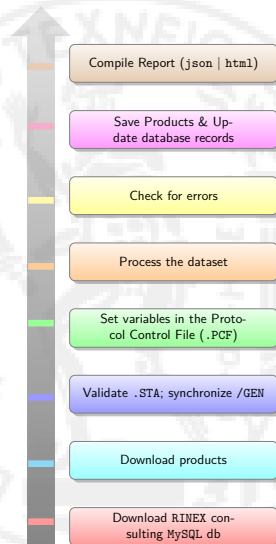 Compile Report (json | html)
Save Products & Up-
date database records
Check for errors
Process the dataset
Set variables in the Proto-
col Control File (.PCF)
Validate .STA; synchronize /GEN
Download products
Download RINEX con-
sulting MySQL db